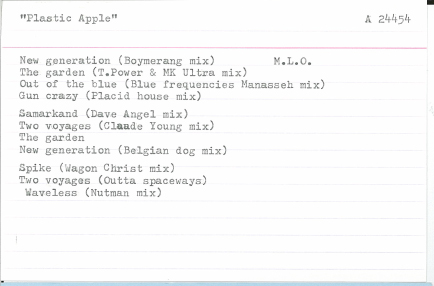 "Plastic Apple" A 24454
New generation (Boymerang mix) M.L.O.
The garden (T.Power & MK Ultra mix)
Out of the blue (Blue frequencies Manasseh mix)
Gun crazy (Placid house mix)
Samarkand (Dave Angel mix)
Two voyages (Claude Young mix)
The garden
New generation (Belgian dog mix)
Spike (Wagon Christ mix)
Two voyages (Outta spaceways)
Waveless (Nutman mix)